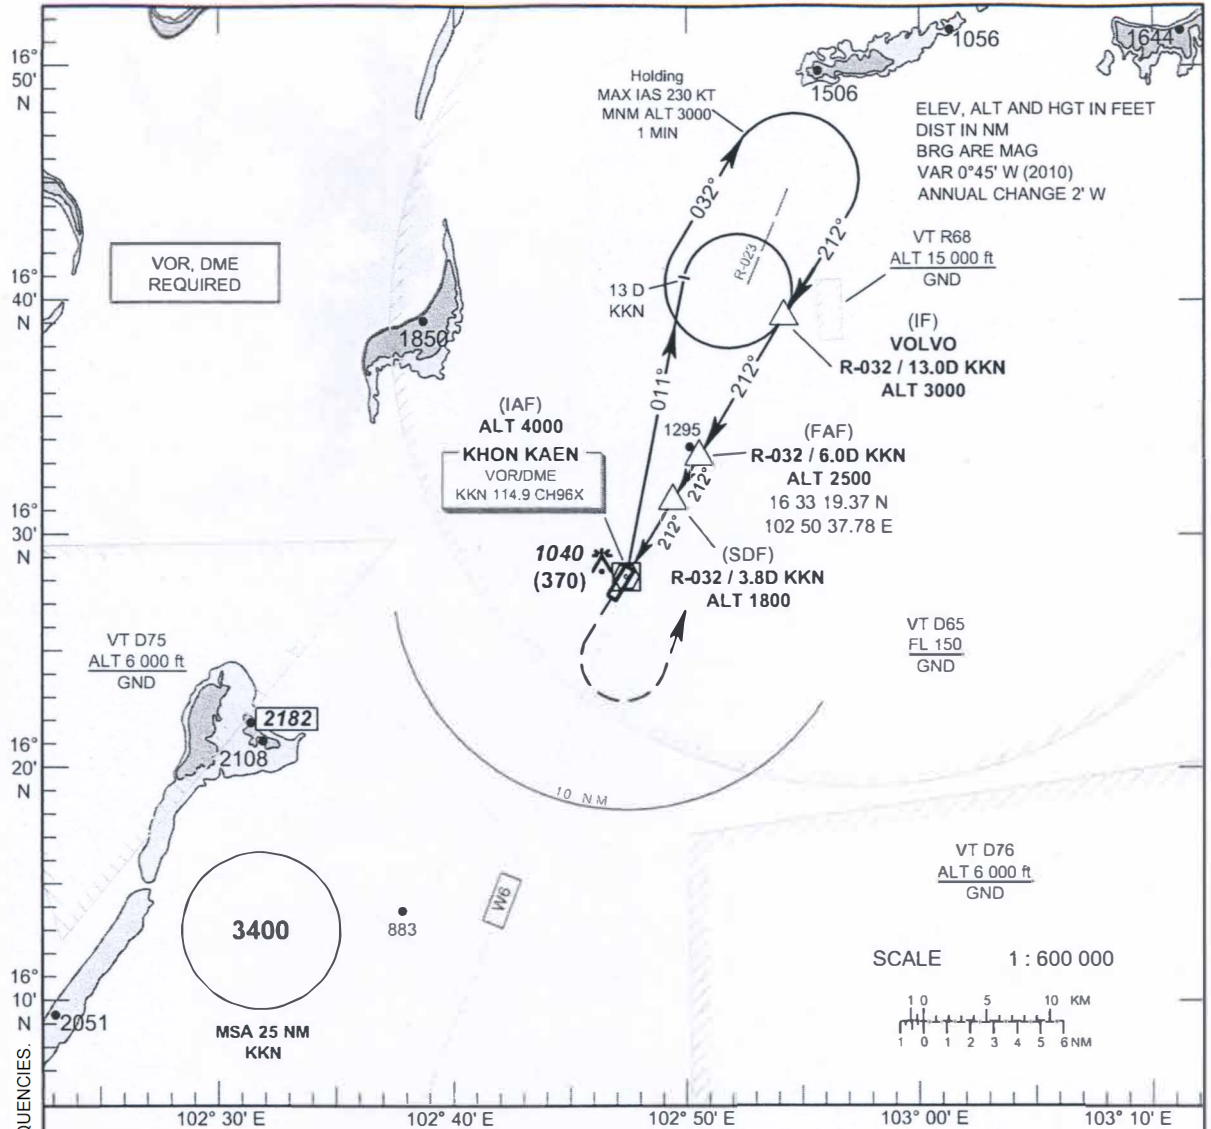 16°
50'
N
16°
40'
N
16°
30'
N
16°
20'
N
16°
10'
N
QUENCIES.
1056
1644
1506
Holding
MAX IAS 230 KT
MNM ALT 3000
1 MIN
ELEV, ALT AND HGT IN FEET
DIST IN NM
BRG ARE MAG
VAR 0°45' W (2010)
ANNUAL CHANGE 2' W
032°
212°
R-023
VT R68
ALT 15 000 ft
GND
VOR, DME
REQUIRED
13 D
KKN
1850
(IF)
VOLVO
R-032 / 13.0D KKN
ALT 3000
212°
011°
(IAF)
ALT 4000
KHON KAEN
VOR/DME
KKN 114.9 CH96X
1295
(FAF)
R-032 / 6.0D KKN
ALT 2500
16 33 19.37 N
102 50 37.78 E
212°
212°
(SDF)
R-032 / 3.8D KKN
ALT 1800
1040
(370)
VT D75
ALT 6 000 ft
GND
VT D65
FL 150
GND
2182
2108
10 NM
W6
VT D76
ALT 6 000 ft
GND
3400
883
MSA 25 NM
KKN
2051
SCALE 1 : 600 000
1 0 5 10 KM
1 0 1 2 3 4 5 6 NM
102° 30' E 102° 40' E 102° 50' E 103° 00' E 103° 10' E